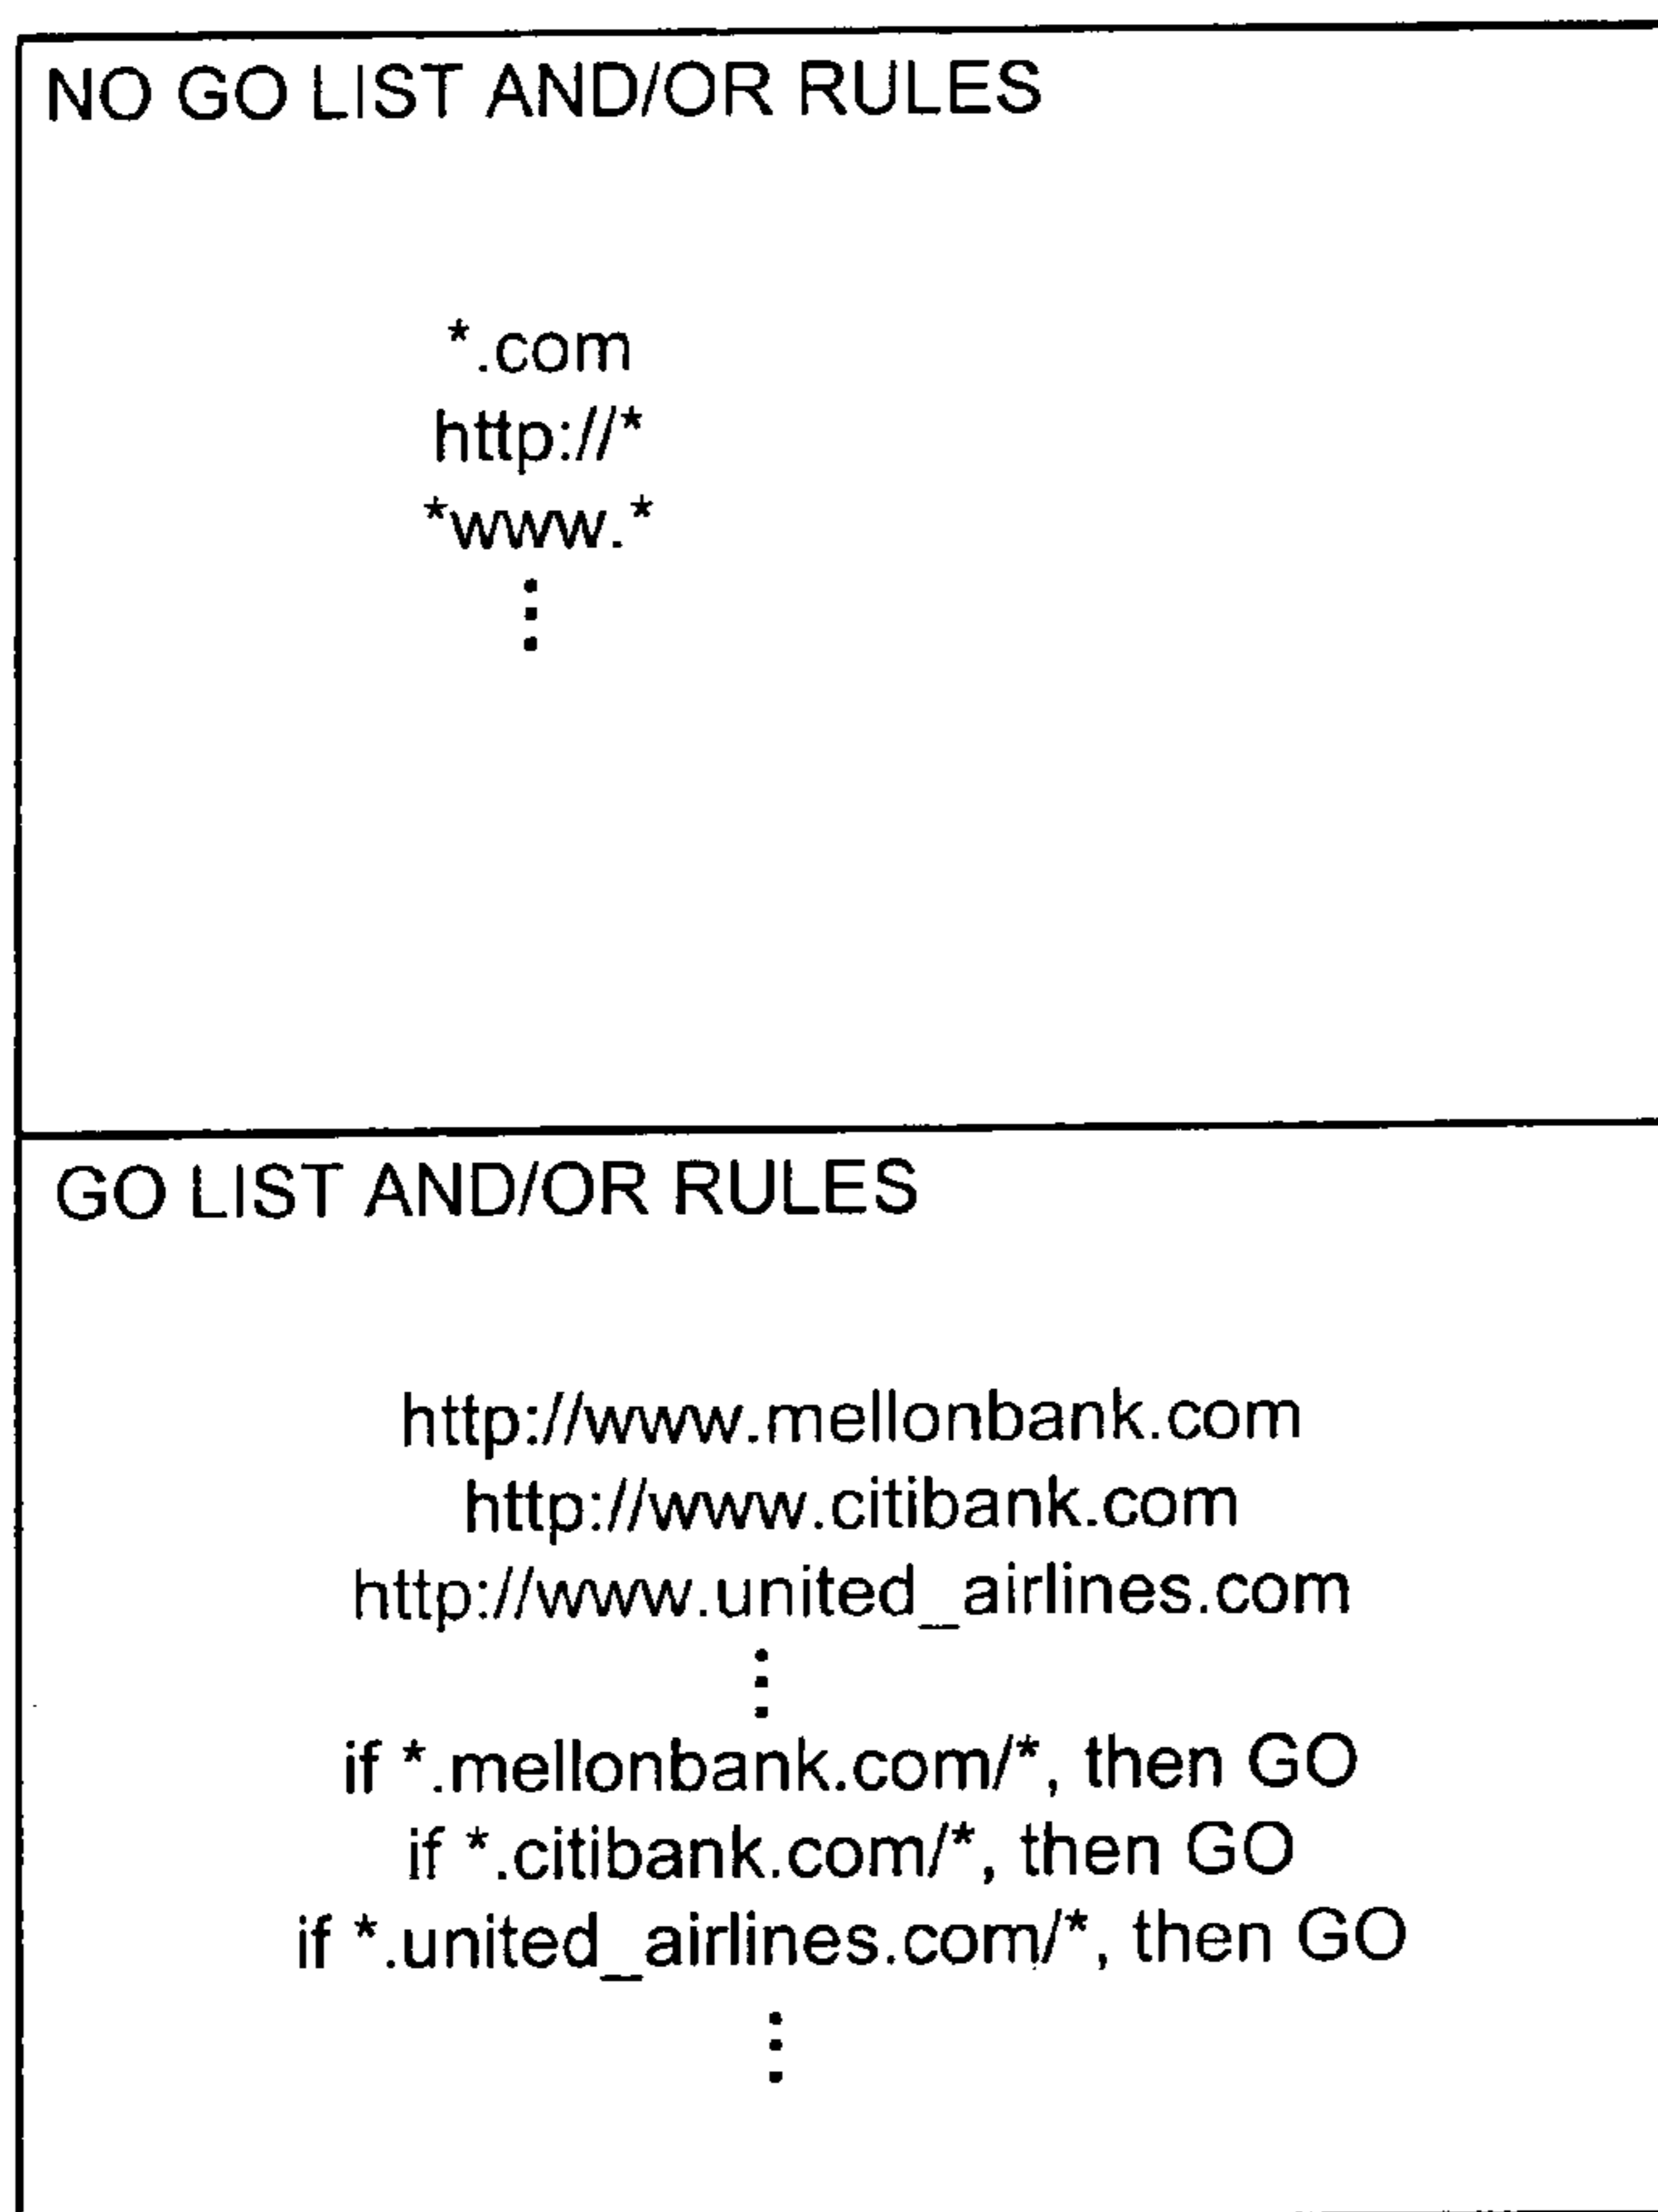 NO GO LIST AND/OR RULES
*.com
http://*
*www.*
GO LIST AND/OR RULES
http://www.mellonbank.com
http://www.citibank.com
http://www.united_airlines.com
if *.mellonbank.com/*, then GO
if *.citibank.com/*, then GO
if *.united_airlines.com/*, then GO